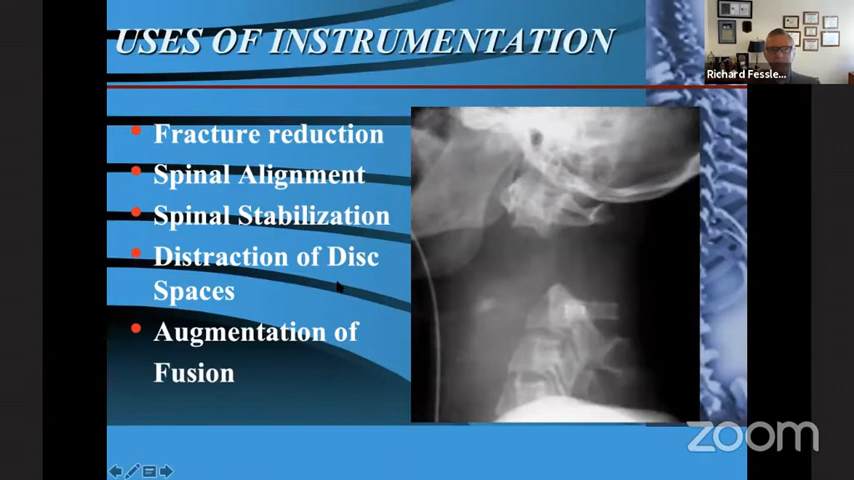 USES OF INSTRUMENTATION
Richard Fessle...
• Fracture reduction
• Spinal Alignment
• Spinal Stabilization
• Distraction of Disc
Spaces
• Augmentation of
Fusion
zoom